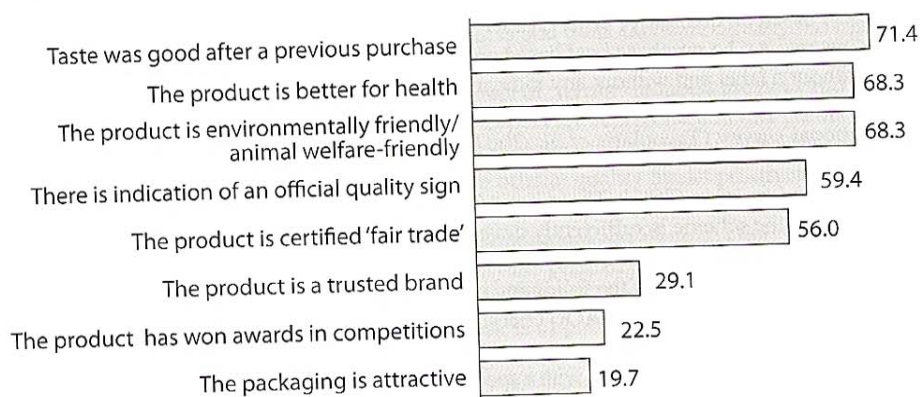 Taste was good after a previous purchase 71.4
The product is better for health 68.3
The product is environmentally friendly/
animal welfare-friendly 68.3
There is indication of an official quality sign 59.4
The product is certified 'fair trade' 56.0
The product is a trusted brand 29.1
The product has won awards in competitions 22.5
The packaging is attractive 19.7